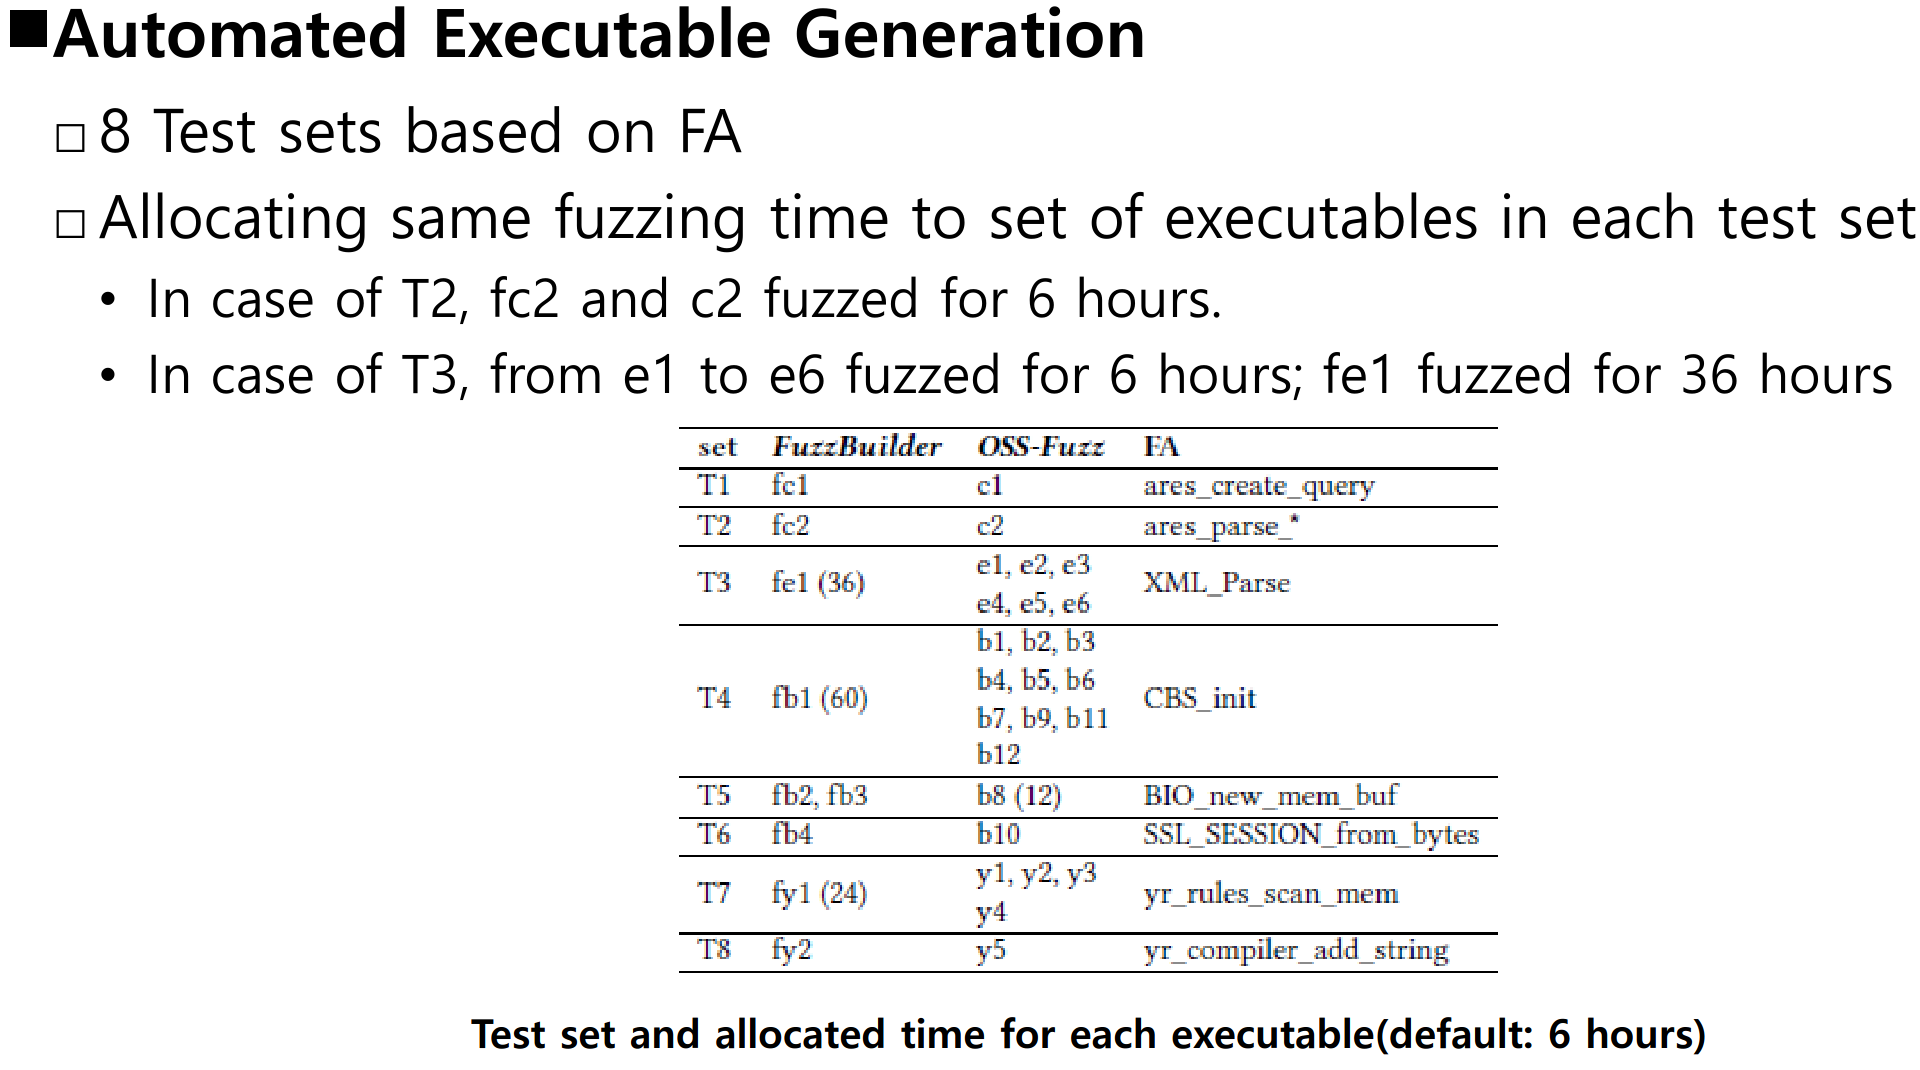 ■Automated Executable Generation
□ 8 Test sets based on FA
□ Allocating same fuzzing time to set of executables in each test set
• In case of T2, fc2 and c2 fuzzed for 6 hours.
• In case of T3, from e1 to e6 fuzzed for 6 hours; fe1 fuzzed for 36 hours
set FuzzBuilder OSS-Fuzz FA
T1 fc1 c1 ares_create_query
T2 fc2 c2 ares_parse_*
T3 fe1 (36) e1, e2, e3 XML_Parse
e4, e5, e6
b1, b2, b3
b4, b5, b6
T4 fb1 (60) CBS_init
b7, b9, b11
b12
T5 fb2, fb3 b8 (12) BIO_new_mem_buf
T6 fb4 b10 SSL_SESSION_from_bytes
T7 fy1 (24) y1, y2, y3 yr_rules_scan_mem
y4
T8 fy2 y5 yr_compiler_add_string
Test set and allocated time for each executable(default: 6 hours)